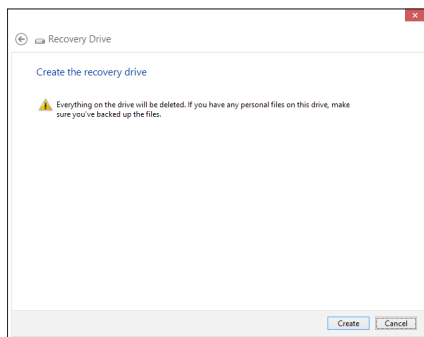 Recovery Drive
Create the recovery drive
Everything on the drive will be deleted. If you have any personal files on this drive, make
sure you've backed up the files.
Create Cancel